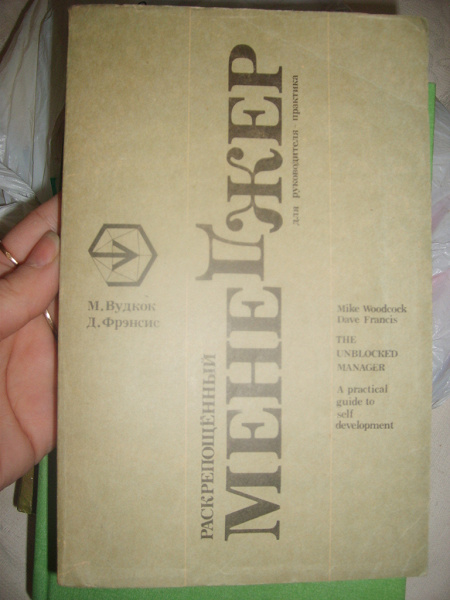 М. Вудкок
Д. Фрэнсис
РАСКРЕПОЩЕННЫЙ
МЕНЕДЖЕР
для руководителя - практика
Mike Woodcock
Dave Francis
THE
UNBLOCKED
MANAGER
A practical
guide to
self
development